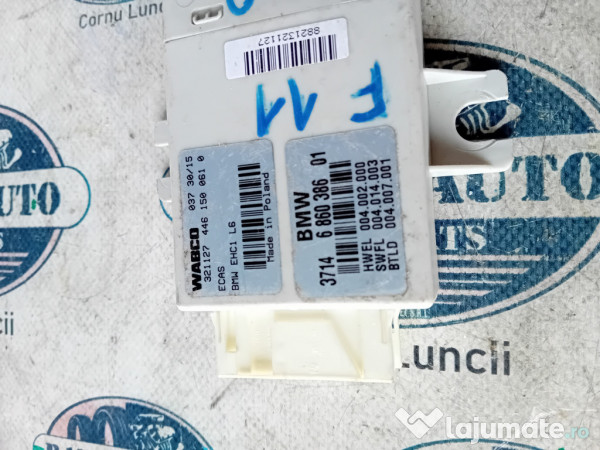 Cornu Luncii
8821321127
F11
WABCO 037 30/15
321127 446 150 061 0
ECAS
BMW EHC1 L6
Made in Poland
BMW
3714 6 860 386 01
HWEL 004.002.000
SWFL 004.014.003
BTLD 004.007.001
AUTO
AUTO
Luncii
lajumate.ro